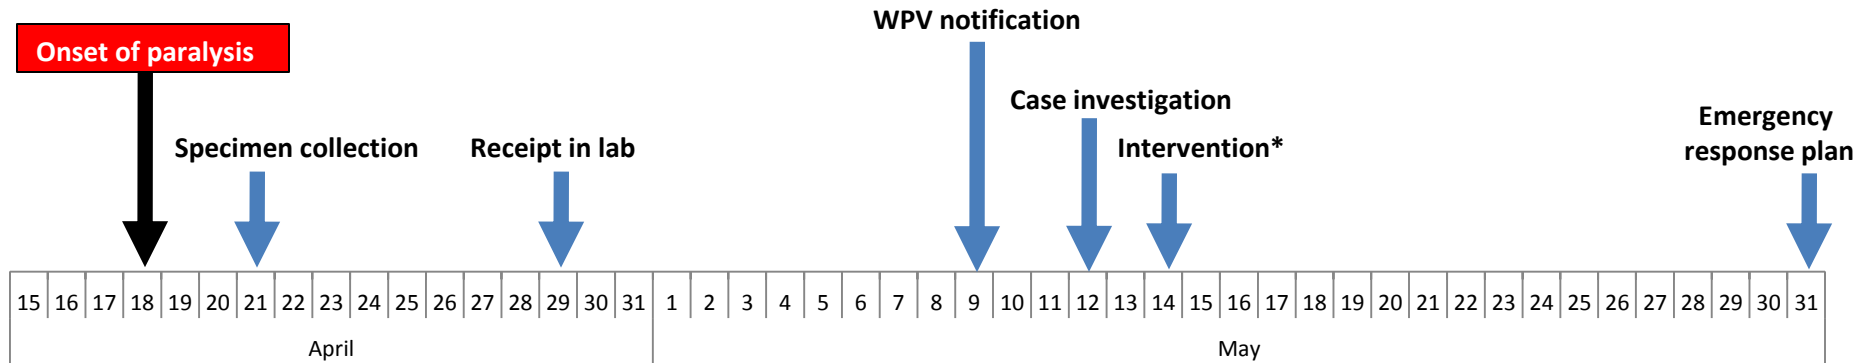 WPV notification
Onset of paralysis
Case investigation
Emergency
response plan
Specimen collection
Receipt in lab
Intervention*
15 16 17 18 19 20 21 22 23 24 25 26 27 28 29 30 31 1 2 3 4 5 6 7 8 9 10 11 12 13 14 15 16 17 18 19 20 21 22 23 24 25 26 27 28 29 30 31
April May